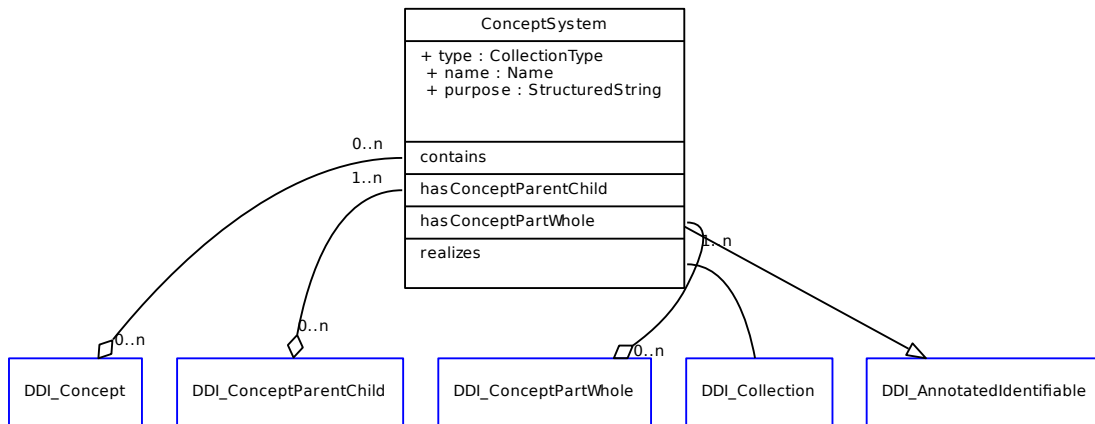 ConceptSystem
+ type : CollectionType
+ name : Name
+ purpose : StructuredString
0..n
contains
1..n
hasConceptParentChild
hasConceptPartWhole
1..n
realizes
0..n
0..n
0..n
DDI_Concept
DDI_ConceptParentChild
DDI_ConceptPartWhole
DDI_Collection
DDI_AnnotatedIdentifiable